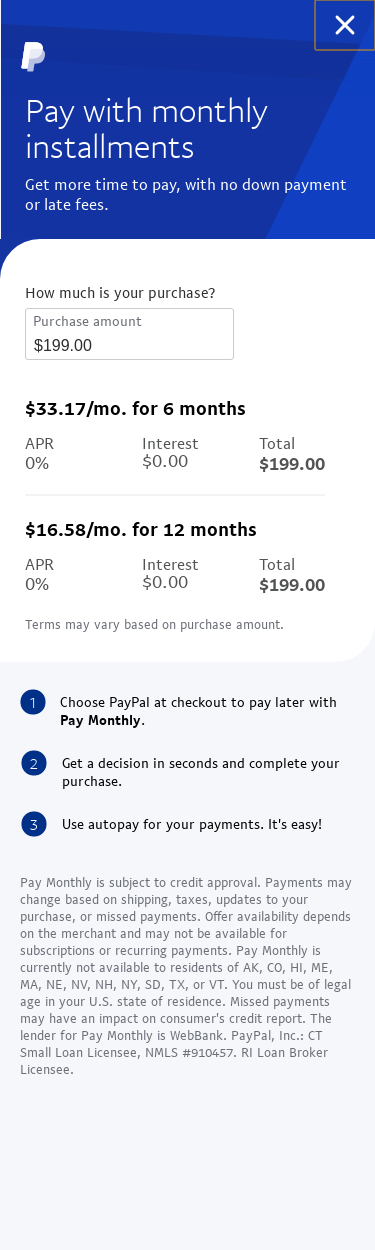 Pay with monthly
installments
Get more time to pay, with no down payment
or late fees.
How much is your purchase?
Purchase amount
$199.00
$33.17/mo. for 6 months
APR Interest Total
0% $0.00 $199.00
$16.58/mo. for 12 months
APR Interest Total
0% $0.00 $199.00
Terms may vary based on purchase amount.
1 Choose PayPal at checkout to pay later with
Pay Monthly.
2 Get a decision in seconds and complete your
purchase.
3 Use autopay for your payments. It's easy!
Pay Monthly is subject to credit approval. Payments may
change based on shipping, taxes, updates to your
purchase, or missed payments. Offer availability depends
on the merchant and may not be available for
subscriptions or recurring payments. Pay Monthly is
currently not available to residents of AK, CO, HI, ME,
MA, NE, NV, NH, NY, SD, TX, or VT. You must be of legal
age in your U.S. state of residence. Missed payments
may have an impact on consumer's credit report. The
lender for Pay Monthly is WebBank. PayPal, Inc.: CT
Small Loan Licensee, NMLS #910457. RI Loan Broker
Licensee.